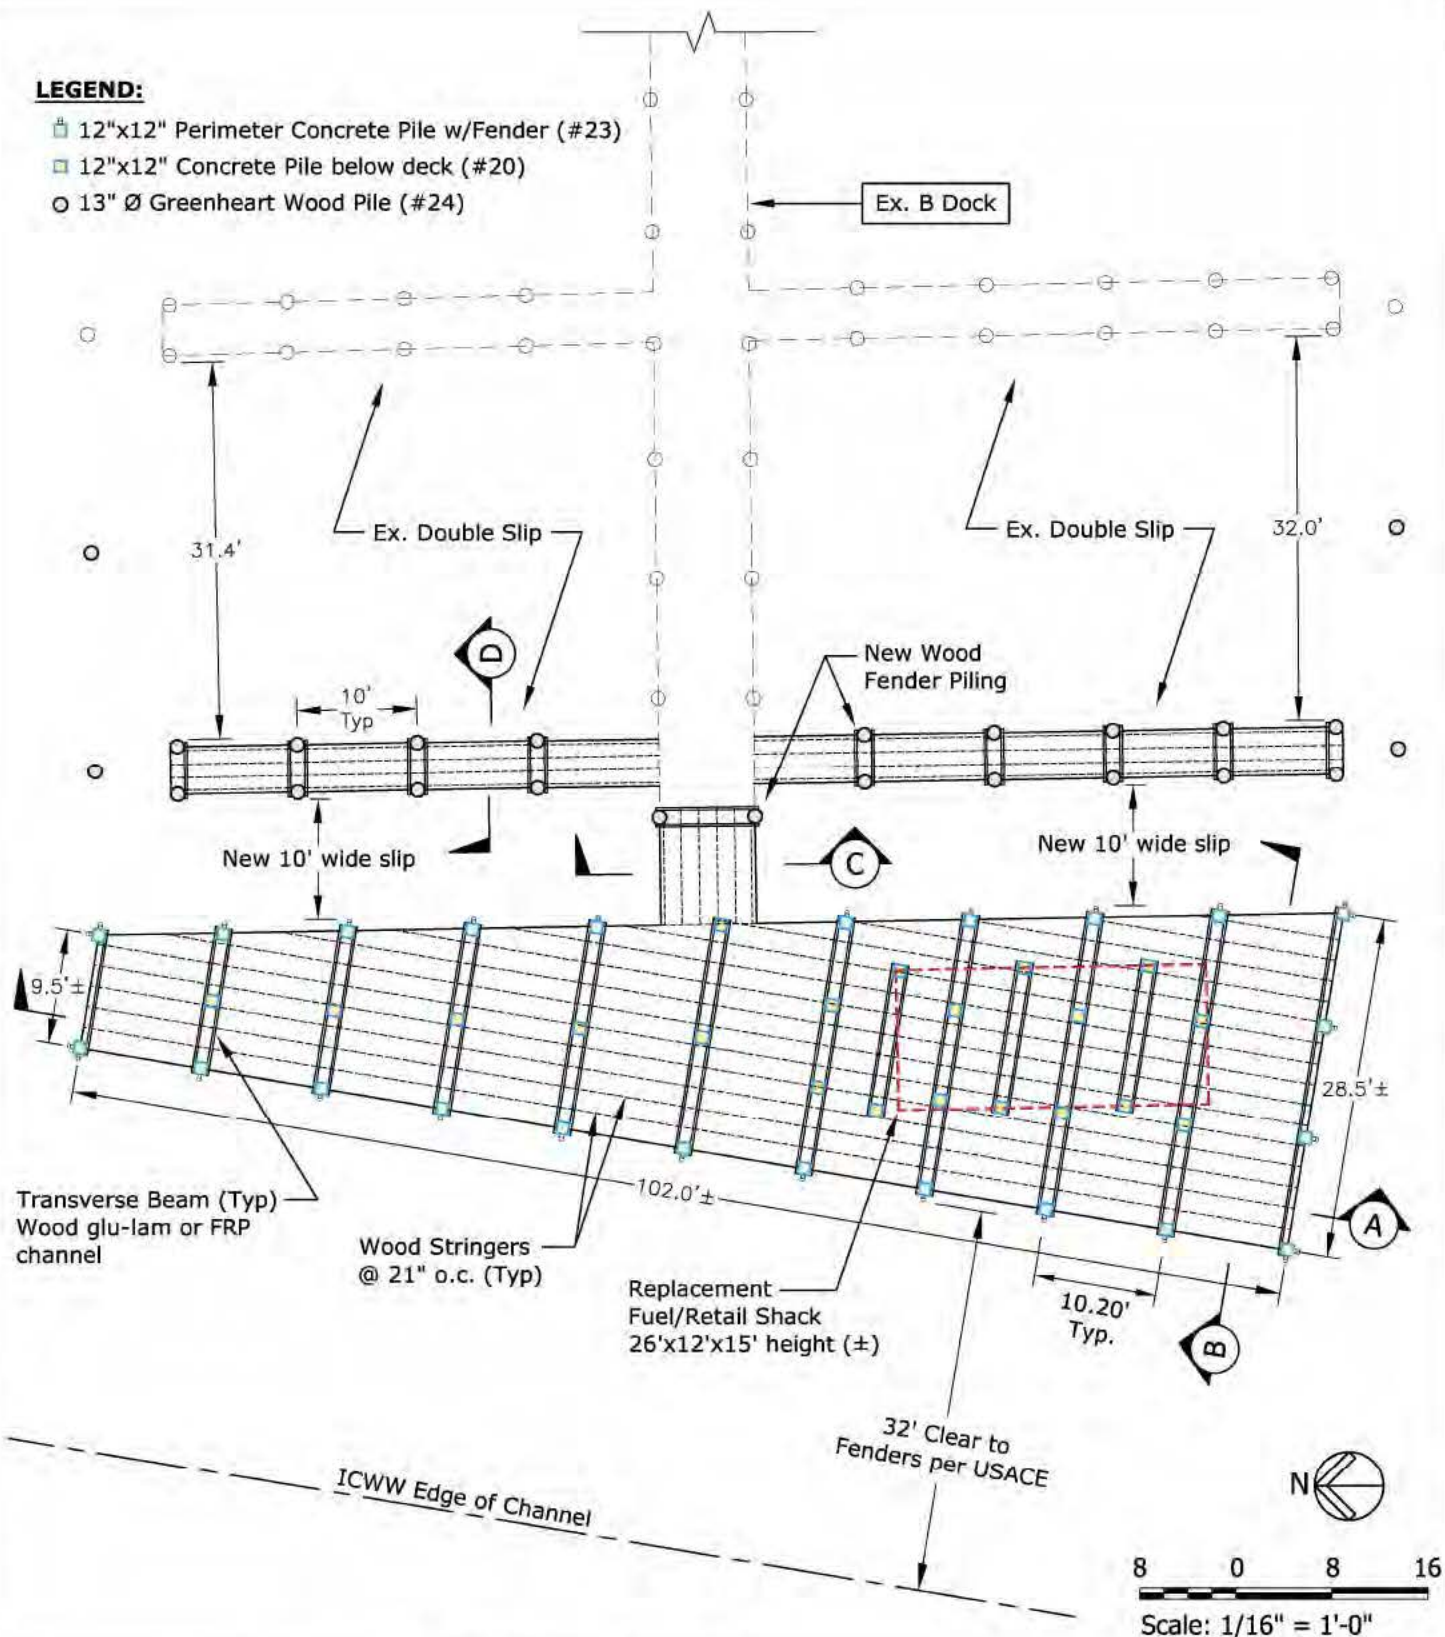 LEGEND:
12"x12" Perimeter Concrete Pile w/Fender (#23)
12"x12" Concrete Pile below deck (#20)
13" Ø Greenheart Wood Pile (#24)
Ex. B Dock
31.4'
Ex. Double Slip
Ex. Double Slip
32.0'
D
10'
Typ
New Wood
Fender Piling
New 10' wide slip
C
New 10' wide slip
9.5'±
28.5'±
102.0'±
Transverse Beam (Typ)
Wood glu-lam or FRP
channel
Wood Stringers
@ 21" o.c. (Typ)
Replacement
Fuel/Retail Shack
26'x12'x15' height (±)
A
10.20'
Typ.
B
32' Clear to
Fenders per USACE
ICWW Edge of Channel
N
8 0 8 16
Scale: 1/16" = 1'-0"